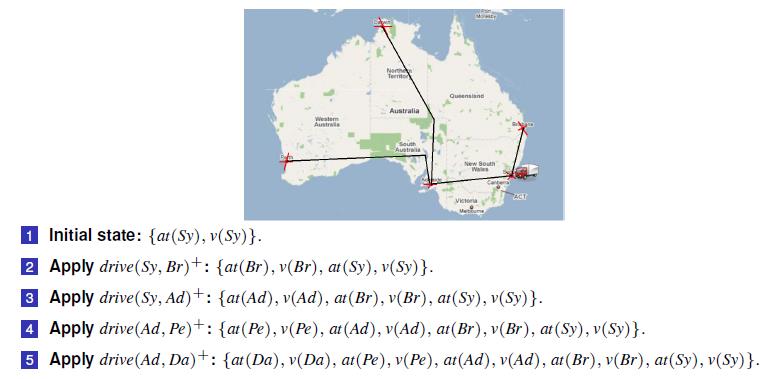 Port
Moresby
Darwin
Northern
Territory
Queensland
Australia
Western
Australia
Brisbane
South
Australia
Perth
New South
Wales
Adelaide
Canberra
ACT
Victoria
Melbourne
1 Initial state: {at(Sy), v(Sy)}.
2 Apply drive(Sy, Br)⁺: {at(Br), v(Br), at(Sy), v(Sy)}.
3 Apply drive(Sy, Ad)⁺: {at(Ad), v(Ad), at(Br), v(Br), at(Sy), v(Sy)}.
4 Apply drive(Ad, Pe)⁺: {at(Pe), v(Pe), at(Ad), v(Ad), at(Br), v(Br), at(Sy), v(Sy)}.
5 Apply drive(Ad, Da)⁺: {at(Da), v(Da), at(Pe), v(Pe), at(Ad), v(Ad), at(Br), v(Br), at(Sy), v(Sy)}.